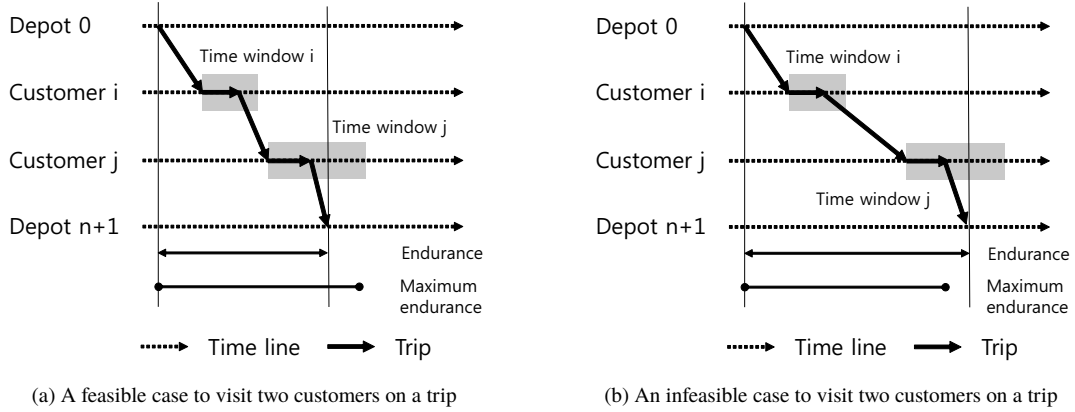 Depot 0
Time window i
Customer i
Time window j
Customer j
Depot n+1
Endurance
Maximum
endurance
Time line
Trip
(a) A feasible case to visit two customers on a trip
Depot 0
Time window i
Customer i
Customer j
Time window j
Depot n+1
Endurance
Maximum
endurance
Time line
Trip
(b) An infeasible case to visit two customers on a trip